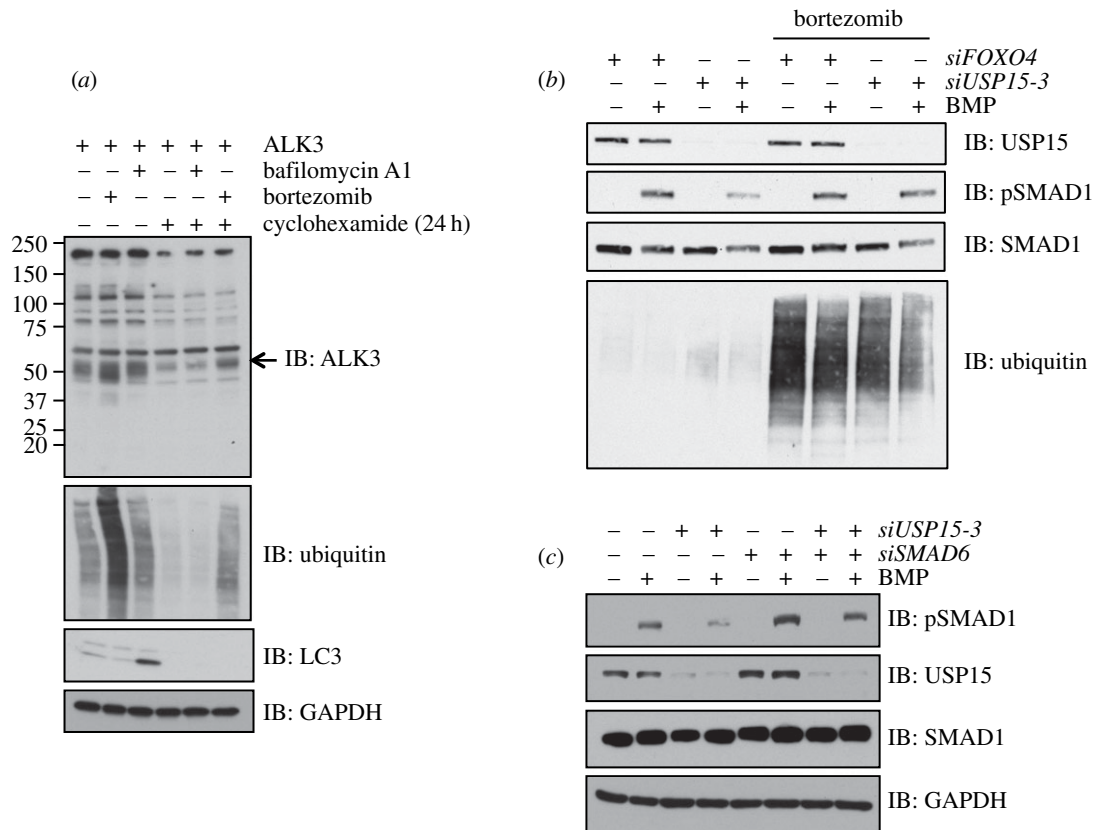 (a)
+ + + + + + ALK3
– – + – + – bafilomycin A1
– + – – – + bortezomib
– – – + + + cyclohexamide (24 h)
250
150
100
75
50
37
25
20
IB: ALK3
IB: ubiquitin
IB: LC3
IB: GAPDH
(b)
bortezomib
+ + – – + + – – siFOXO4
– – + + – – + + siUSP15-3
– + – + – + – + BMP
IB: USP15
IB: pSMAD1
IB: SMAD1
IB: ubiquitin
(c)
– – + + – – + + siUSP15-3
– – – – + + + + siSMAD6
– + – + – + – + BMP
IB: pSMAD1
IB: USP15
IB: SMAD1
IB: GAPDH